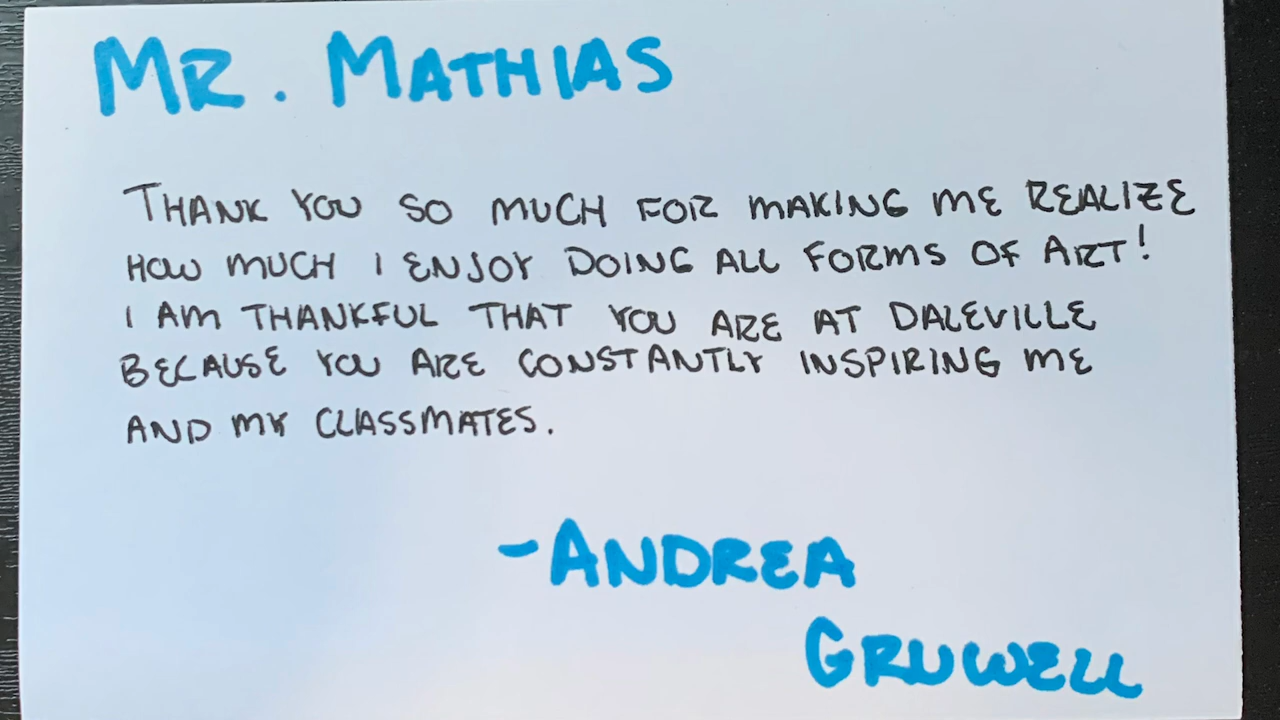 MR. MATHIAS
THANK YOU SO MUCH FOR MAKING ME REALIZE
HOW MUCH I ENJOY DOING ALL FORMS OF ART!
I AM THANKFUL THAT YOU ARE AT DALEVILLE
BECAUSE YOU ARE CONSTANTLY INSPIRING ME
AND MY CLASSMATES.
-ANDREA
GRUWELL